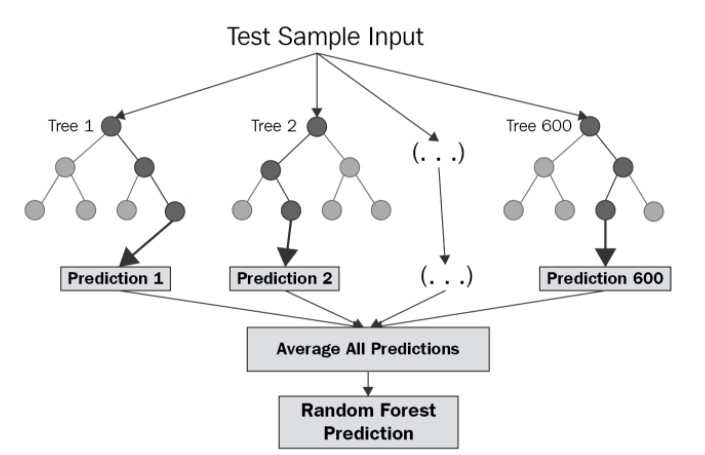 Test Sample Input
Tree 1
Tree 2
(. . .)
Tree 600
Prediction 1
Prediction 2
(. . .)
Prediction 600
Average All Predictions
Random Forest
Prediction